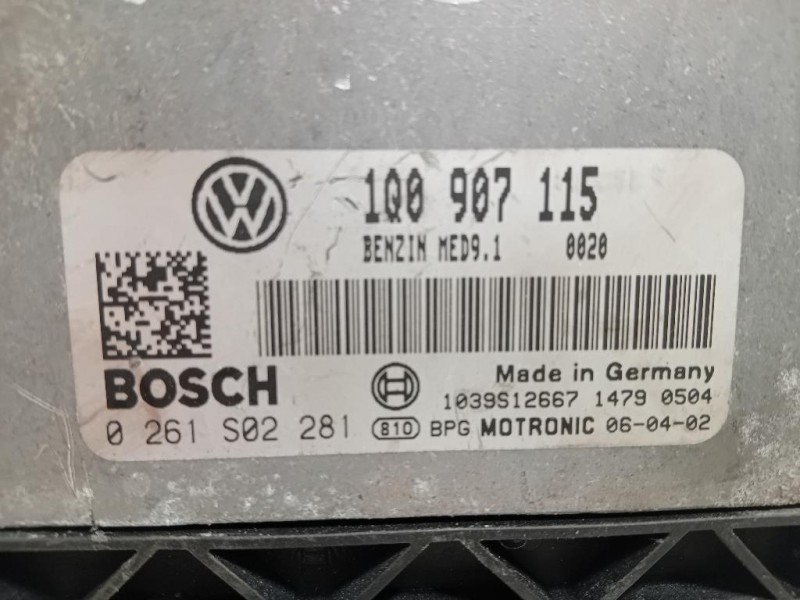 1Q0 907 115
BENZIN MED9.1 0020
BOSCH
Made in Germany
1039S12667 1479 0504
0 261 S02 281 810 BPG MOTRONIC 06-04-02